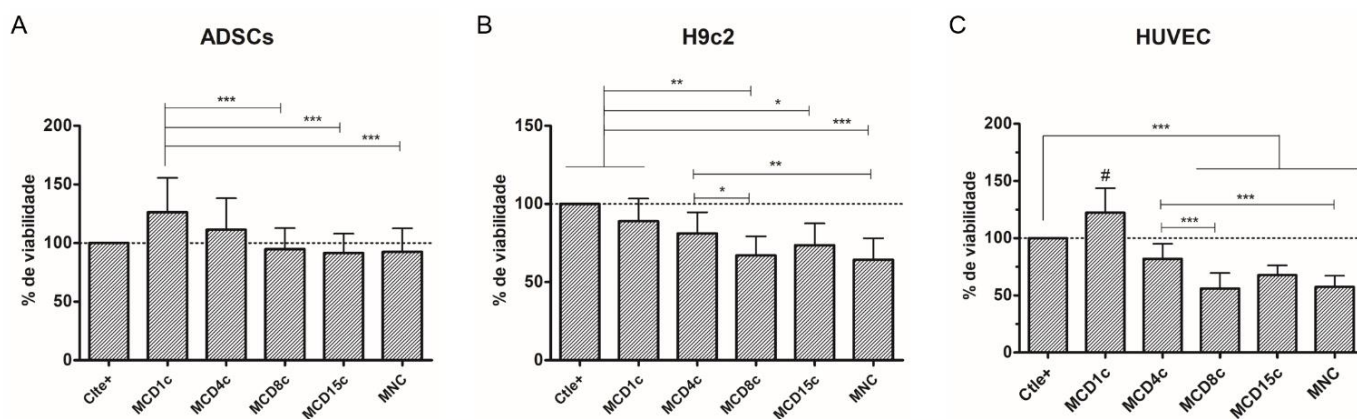 A
ADSCs
% de viabilidade
200
150
100
50
0
***
***
***
Ctle+
MCD1c
MCD4c
MCD8c
MCD15c
MNC
B
H9c2
% de viabilidade
150
100
50
0
**
*
***
**
*
Ctle+
MCD1c
MCD4c
MCD8c
MCD15c
MNC
C
HUVEC
% de viabilidade
200
150
100
50
0
***
#
***
***
Ctle+
MCD1c
MCD4c
MCD8c
MCD15c
MNC